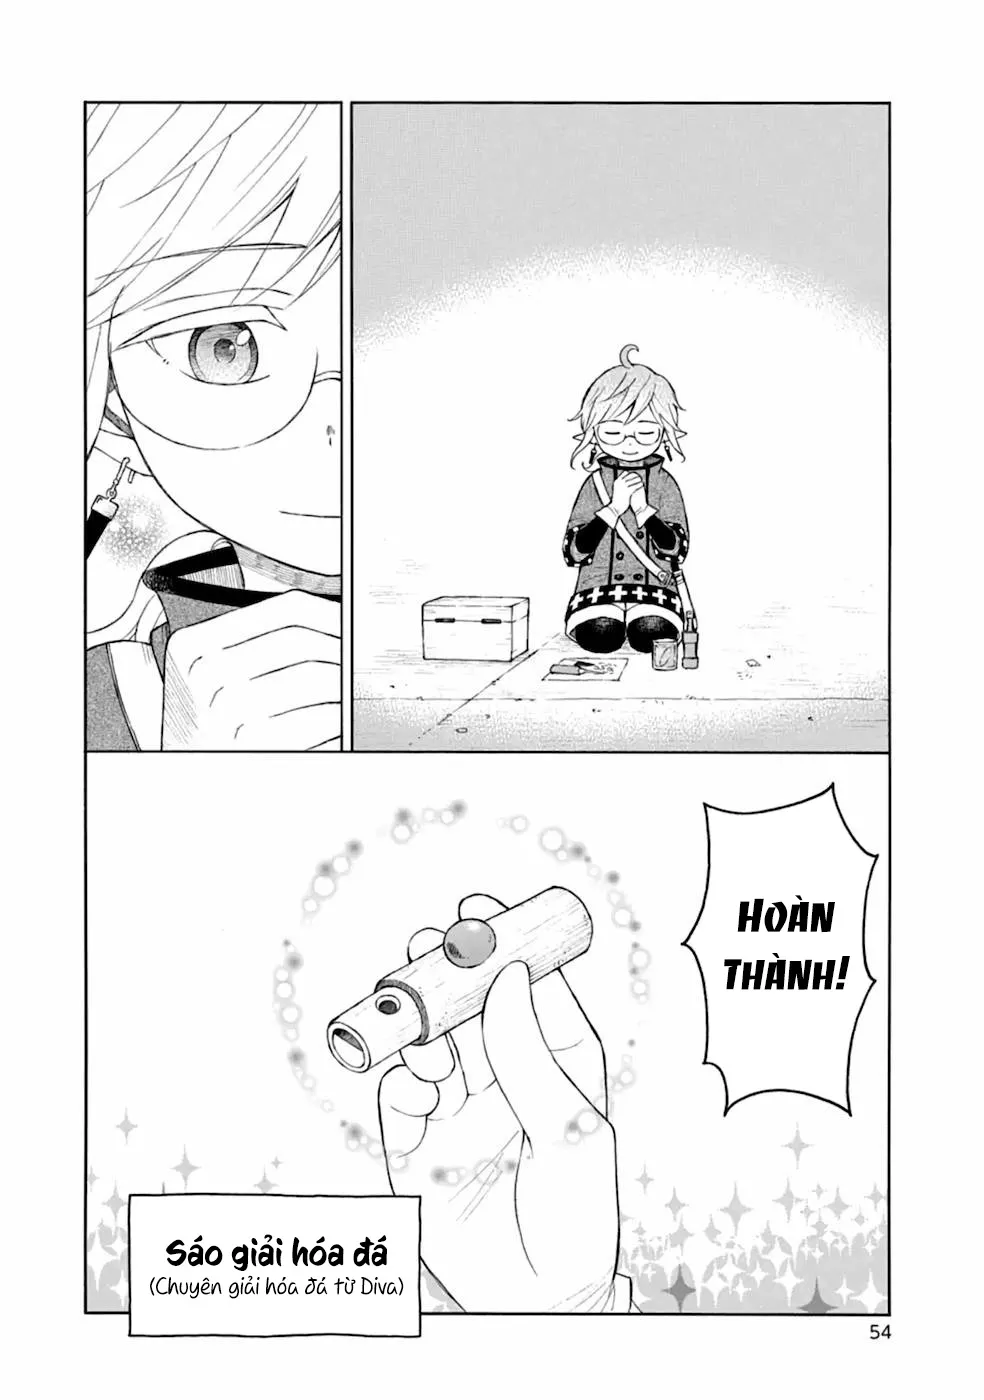 HOÀN
THÀNH!
Sáo giải hóa đá
(Chuyên giải hóa đá từ Diva)
54